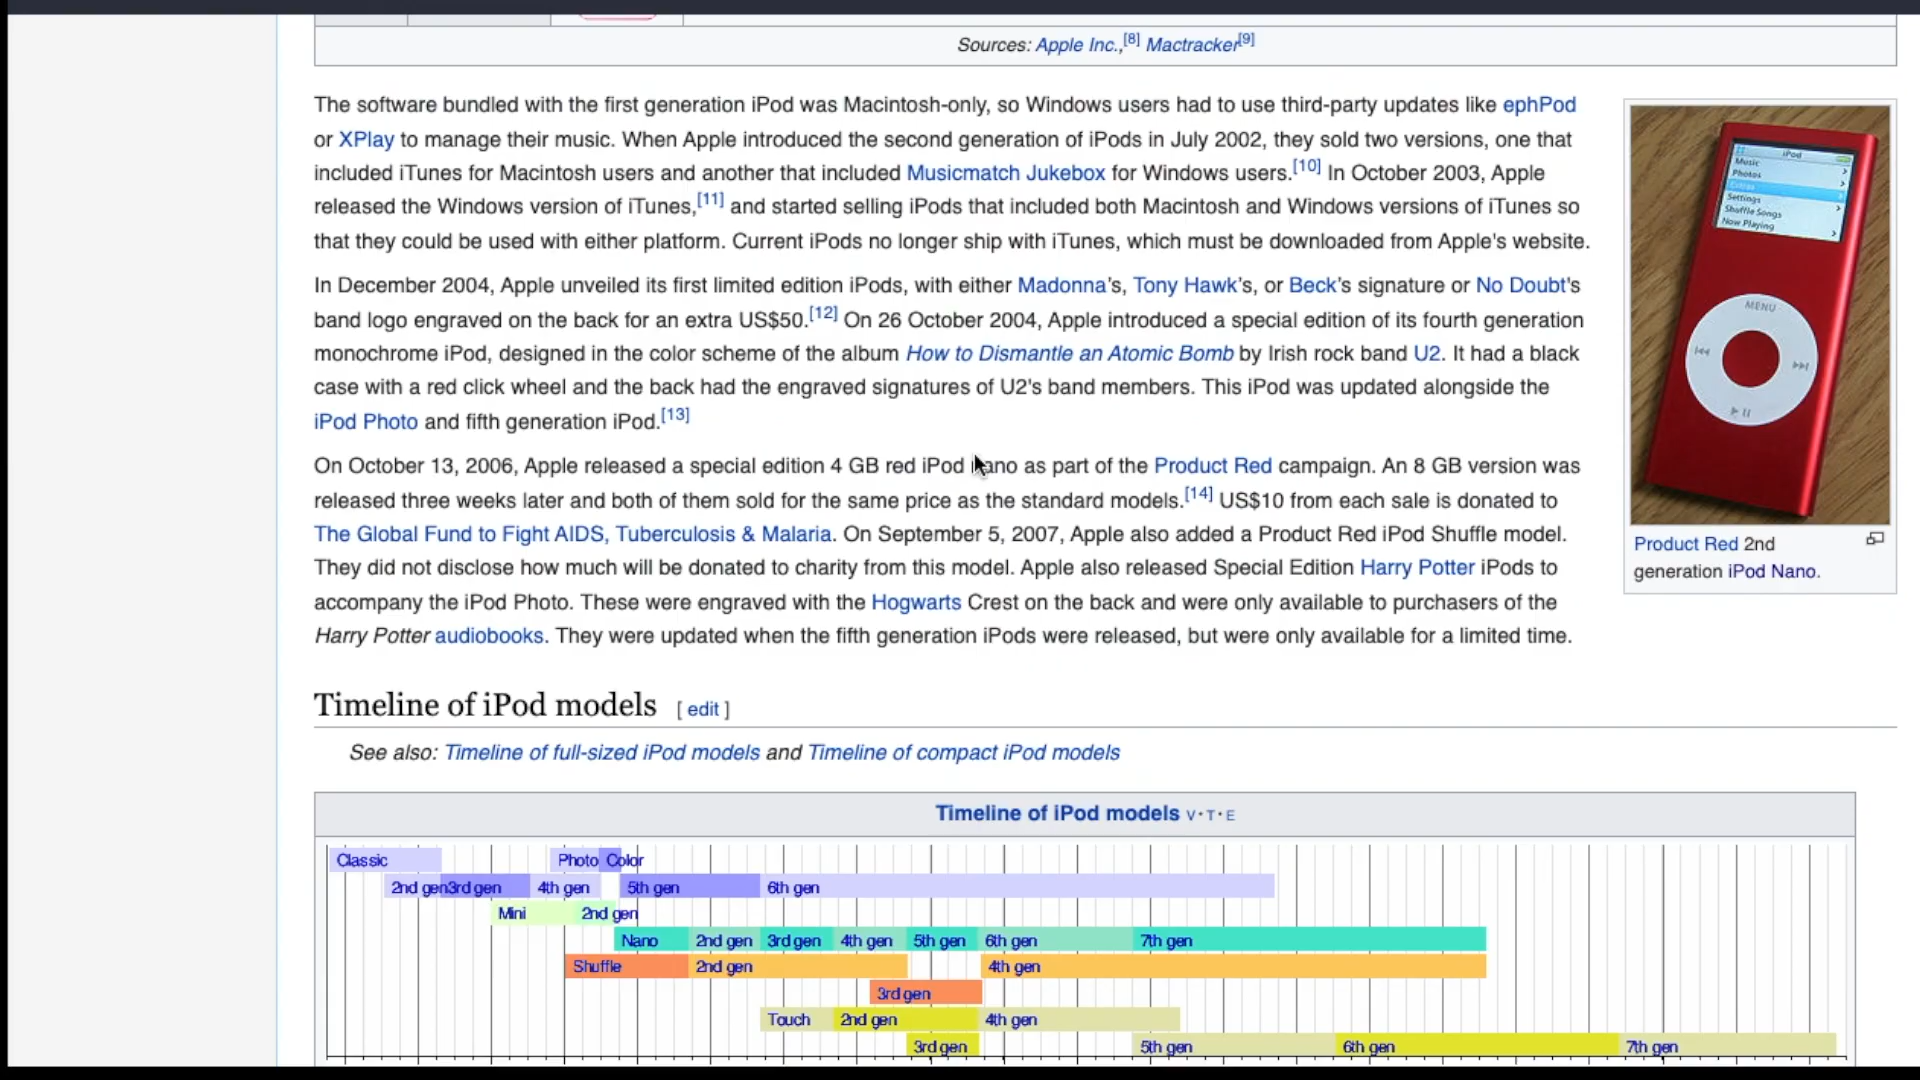 Sources: Apple Inc.,[8] Mactracker[9]
The software bundled with the first generation iPod was Macintosh-only, so Windows users had to use third-party updates like ephPod
or XPlay to manage their music. When Apple introduced the second generation of iPods in July 2002, they sold two versions, one that
included iTunes for Macintosh users and another that included Musicmatch Jukebox for Windows users.[10] In October 2003, Apple
released the Windows version of iTunes,[11] and started selling iPods that included both Macintosh and Windows versions of iTunes so
that they could be used with either platform. Current iPods no longer ship with iTunes, which must be downloaded from Apple's website.
In December 2004, Apple unveiled its first limited edition iPods, with either Madonna's, Tony Hawk's, or Beck's signature or No Doubt's
band logo engraved on the back for an extra US$50.[12] On 26 October 2004, Apple introduced a special edition of its fourth generation
monochrome iPod, designed in the color scheme of the album How to Dismantle an Atomic Bomb by Irish rock band U2. It had a black
case with a red click wheel and the back had the engraved signatures of U2's band members. This iPod was updated alongside the
iPod Photo and fifth generation iPod.[13]
On October 13, 2006, Apple released a special edition 4 GB red iPod nano as part of the Product Red campaign. An 8 GB version was
released three weeks later and both of them sold for the same price as the standard models.[14] US$10 from each sale is donated to
The Global Fund to Fight AIDS, Tuberculosis & Malaria. On September 5, 2007, Apple also added a Product Red iPod Shuffle model.
They did not disclose how much will be donated to charity from this model. Apple also released Special Edition Harry Potter iPods to
accompany the iPod Photo. These were engraved with the Hogwarts Crest on the back and were only available to purchasers of the
Harry Potter audiobooks. They were updated when the fifth generation iPods were released, but were only available for a limited time.
iPod
Music
Photos
Extras
Settings
Shuffle Songs
Now Playing
MENU
Product Red 2nd
generation iPod Nano.
Timeline of iPod models [ edit ]
See also: Timeline of full-sized iPod models and Timeline of compact iPod models
Timeline of iPod models V·T·E
Classic Photo Color
2nd gen 3rd gen 4th gen 5th gen 6th gen
Mini 2nd gen
Nano 2nd gen 3rd gen 4th gen 5th gen 6th gen 7th gen
Shuffle 2nd gen 4th gen
3rd gen
Touch 2nd gen 4th gen
3rd gen 5th gen 6th gen 7th gen